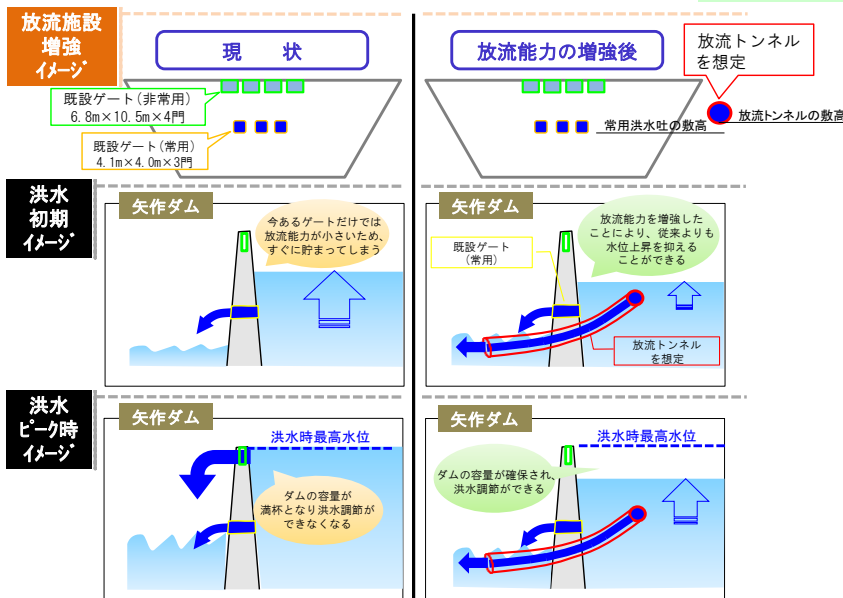 放流施設
増強
イメージ
現　状
放流能力の増強後
放流トンネル
を想定
既設ゲート(非常用)
6.8m×10.5m×4門
既設ゲート(常用)
4.1m×4.0m×3門
常用洪水吐の敷高
放流トンネルの敷高
洪水
初期
イメージ
矢作ダム
今あるゲートだけでは
放流能力が小さいため、
すぐに貯まってしまう
矢作ダム
放流能力を増強した
ことにより、従来よりも
水位上昇を抑える
ことができる
既設ゲート
(常用)
放流トンネル
を想定
洪水
ピーク時
イメージ
矢作ダム
洪水時最高水位
ダムの容量が
満杯となり洪水調節が
できなくなる
矢作ダム
洪水時最高水位
ダムの容量が確保され、
洪水調節ができる